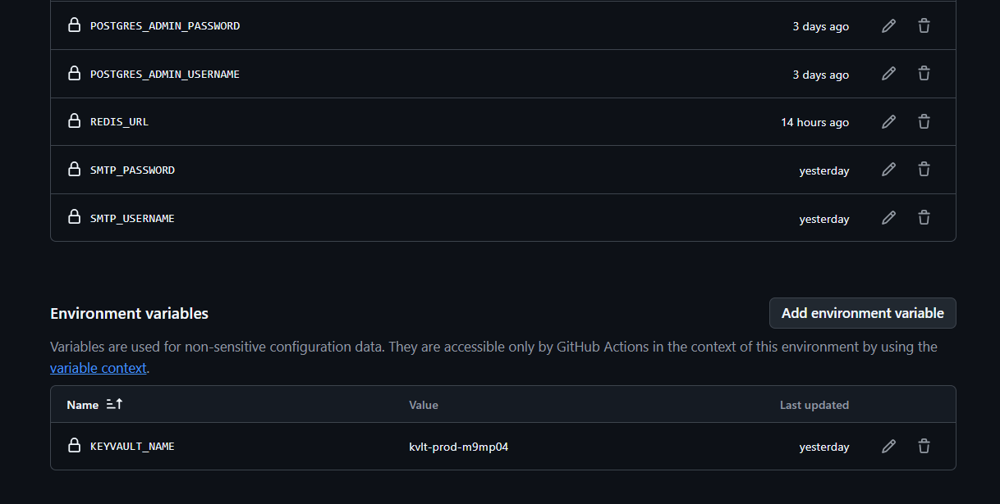 POSTGRES_ADMIN_PASSWORD 3 days ago
POSTGRES_ADMIN_USERNAME 3 days ago
REDIS_URL 14 hours ago
SMTP_PASSWORD yesterday
SMTP_USERNAME yesterday
Environment variables Add environment variable
Variables are used for non-sensitive configuration data. They are accessible only by GitHub Actions in the context of this environment by using the
variable context.
Name Value Last updated
KEYVAULT_NAME kvlt-prod-m9mp04 yesterday